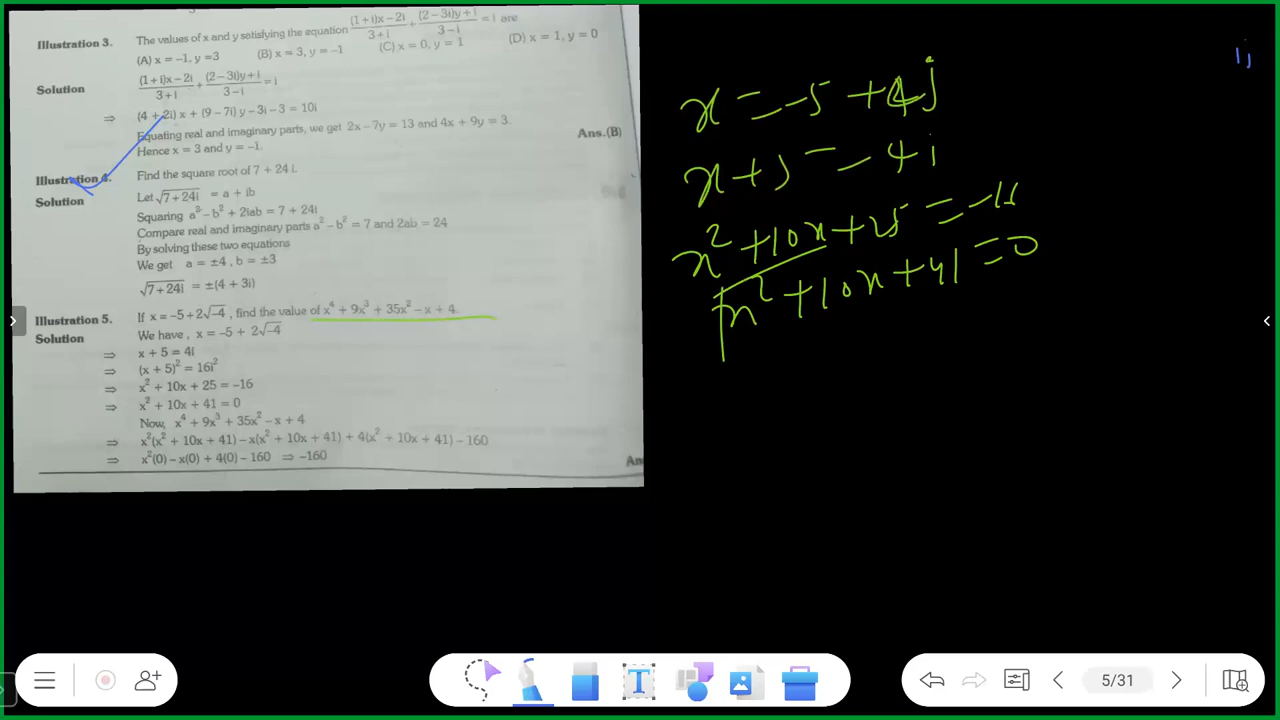 Illustration 3. The values of x and y satisfying the equation (1+i)x−2i/3+i + (2−3i)y+i/3−i = i are
(A) x = −1, y =3 (B) x = 3, y = −1 (C) x = 0, y = 1 (D) x = 1, y = 0
Solution (1+i)x−2i/3+i + (2−3i)y+i/3−i = i
⇒ (4 + 2i) x + (9 − 7i) y − 3i − 3 = 10i
Equating real and imaginary parts, we get 2x − 7y = 13 and 4x + 9y = 3.
Hence x = 3 and y = −1. Ans.(B)
Illustration 4. Find the square root of 7 + 24 i.
Solution Let √7+24i = a + ib
Squaring a² − b² + 2iab = 7 + 24i
Compare real and imaginary parts a² − b² = 7 and 2ab = 24
By solving these two equations
We get a = ±4 , b = ±3
√7+24i = ±(4 + 3i)
Illustration 5. If x = −5 + 2√−4 , find the value of x⁴ + 9x³ + 35x² − x + 4.
Solution We have , x = −5 + 2√−4
⇒ x + 5 = 4i
⇒ (x + 5)² = 16i²
⇒ x² + 10x + 25 = −16
⇒ x² + 10x + 41 = 0
Now, x⁴ + 9x³ + 35x² − x + 4
⇒ x²(x² + 10x + 41) − x(x² + 10x + 41) + 4(x² + 10x + 41) − 160
⇒ x²(0) − x(0) + 4(0) − 160 ⇒ −160
x = −5 + 4i
x + 5 = 4i
x² + 10x + 25 = −16
x² + 10x + 41 = 0
5/31